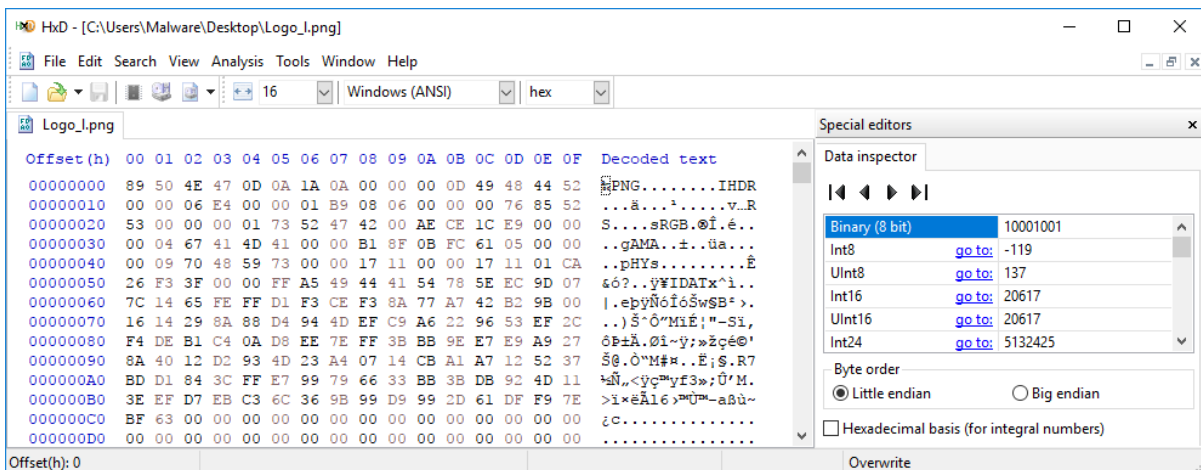 HxD - [C:\Users\Malware\Desktop\Logo_l.png]
File Edit Search View Analysis Tools Window Help
16 Windows (ANSI) hex
Logo_l.png
Special editors
Data inspector
Offset(h) 00 01 02 03 04 05 06 07 08 09 0A 0B 0C 0D 0E 0F Decoded text
00000000 89 50 4E 47 0D 0A 1A 0A 00 00 00 0D 49 48 44 52 ‰PNG........IHDR
00000010 00 00 06 E4 00 00 01 B9 08 06 00 00 00 76 85 52 ...ä...¹.....v…R
00000020 53 00 00 00 01 73 52 47 42 00 AE CE 1C E9 00 00 S....sRGB.®Î.é..
00000030 00 04 67 41 4D 41 00 00 B1 8F 0B FC 61 05 00 00 ..gAMA..±..üa...
00000040 00 09 70 48 59 73 00 00 17 11 00 00 17 11 01 CA ..pHYs.........Ê
00000050 26 F3 3F 00 00 FF A5 49 44 41 54 78 5E EC 9D 07 &ó?..ÿ¥IDATx^ì..
00000060 7C 14 65 FE FF D1 F3 CE F3 8A 77 A7 42 B2 9B 00 |.eþÿÑóÎóŠw§B²›.
00000070 16 14 29 8A 88 D4 94 4D EF C9 A6 22 96 53 EF 2C ..)ŠˆÔ”MïÉ¦"–Sï,
00000080 F4 DE B1 C4 0A D8 EE 7E FF 3B BB 9E E7 E9 A9 27 ôÞ±Ä.Øî~ÿ;»žçé©'
00000090 8A 40 12 D2 93 4D 23 A4 07 14 CB A1 A7 12 52 37 Š@.Ò“M#¤..Ë¡§.R7
000000A0 BD D1 84 3C FF E7 99 79 66 33 BB 3B DB 92 4D 11 ½Ñ„<ÿç™yf3»;Û’M.
000000B0 3E EF D7 EB C3 6C 36 9B 99 D9 99 2D 61 DF F9 7E >ï×ëÃl6›™Ù™-aßù~
000000C0 BF 63 00 00 00 00 00 00 00 00 00 00 00 00 00 00 ¿c..............
000000D0 00 00 00 00 00 00 00 00 00 00 00 00 00 00 00 00 ................
Binary (8 bit) 10001001
Int8 go to: -119
UInt8 go to: 137
Int16 go to: 20617
UInt16 go to: 20617
Int24 go to: 5132425
Byte order
Little endian Big endian
Hexadecimal basis (for integral numbers)
Offset(h): 0 Overwrite